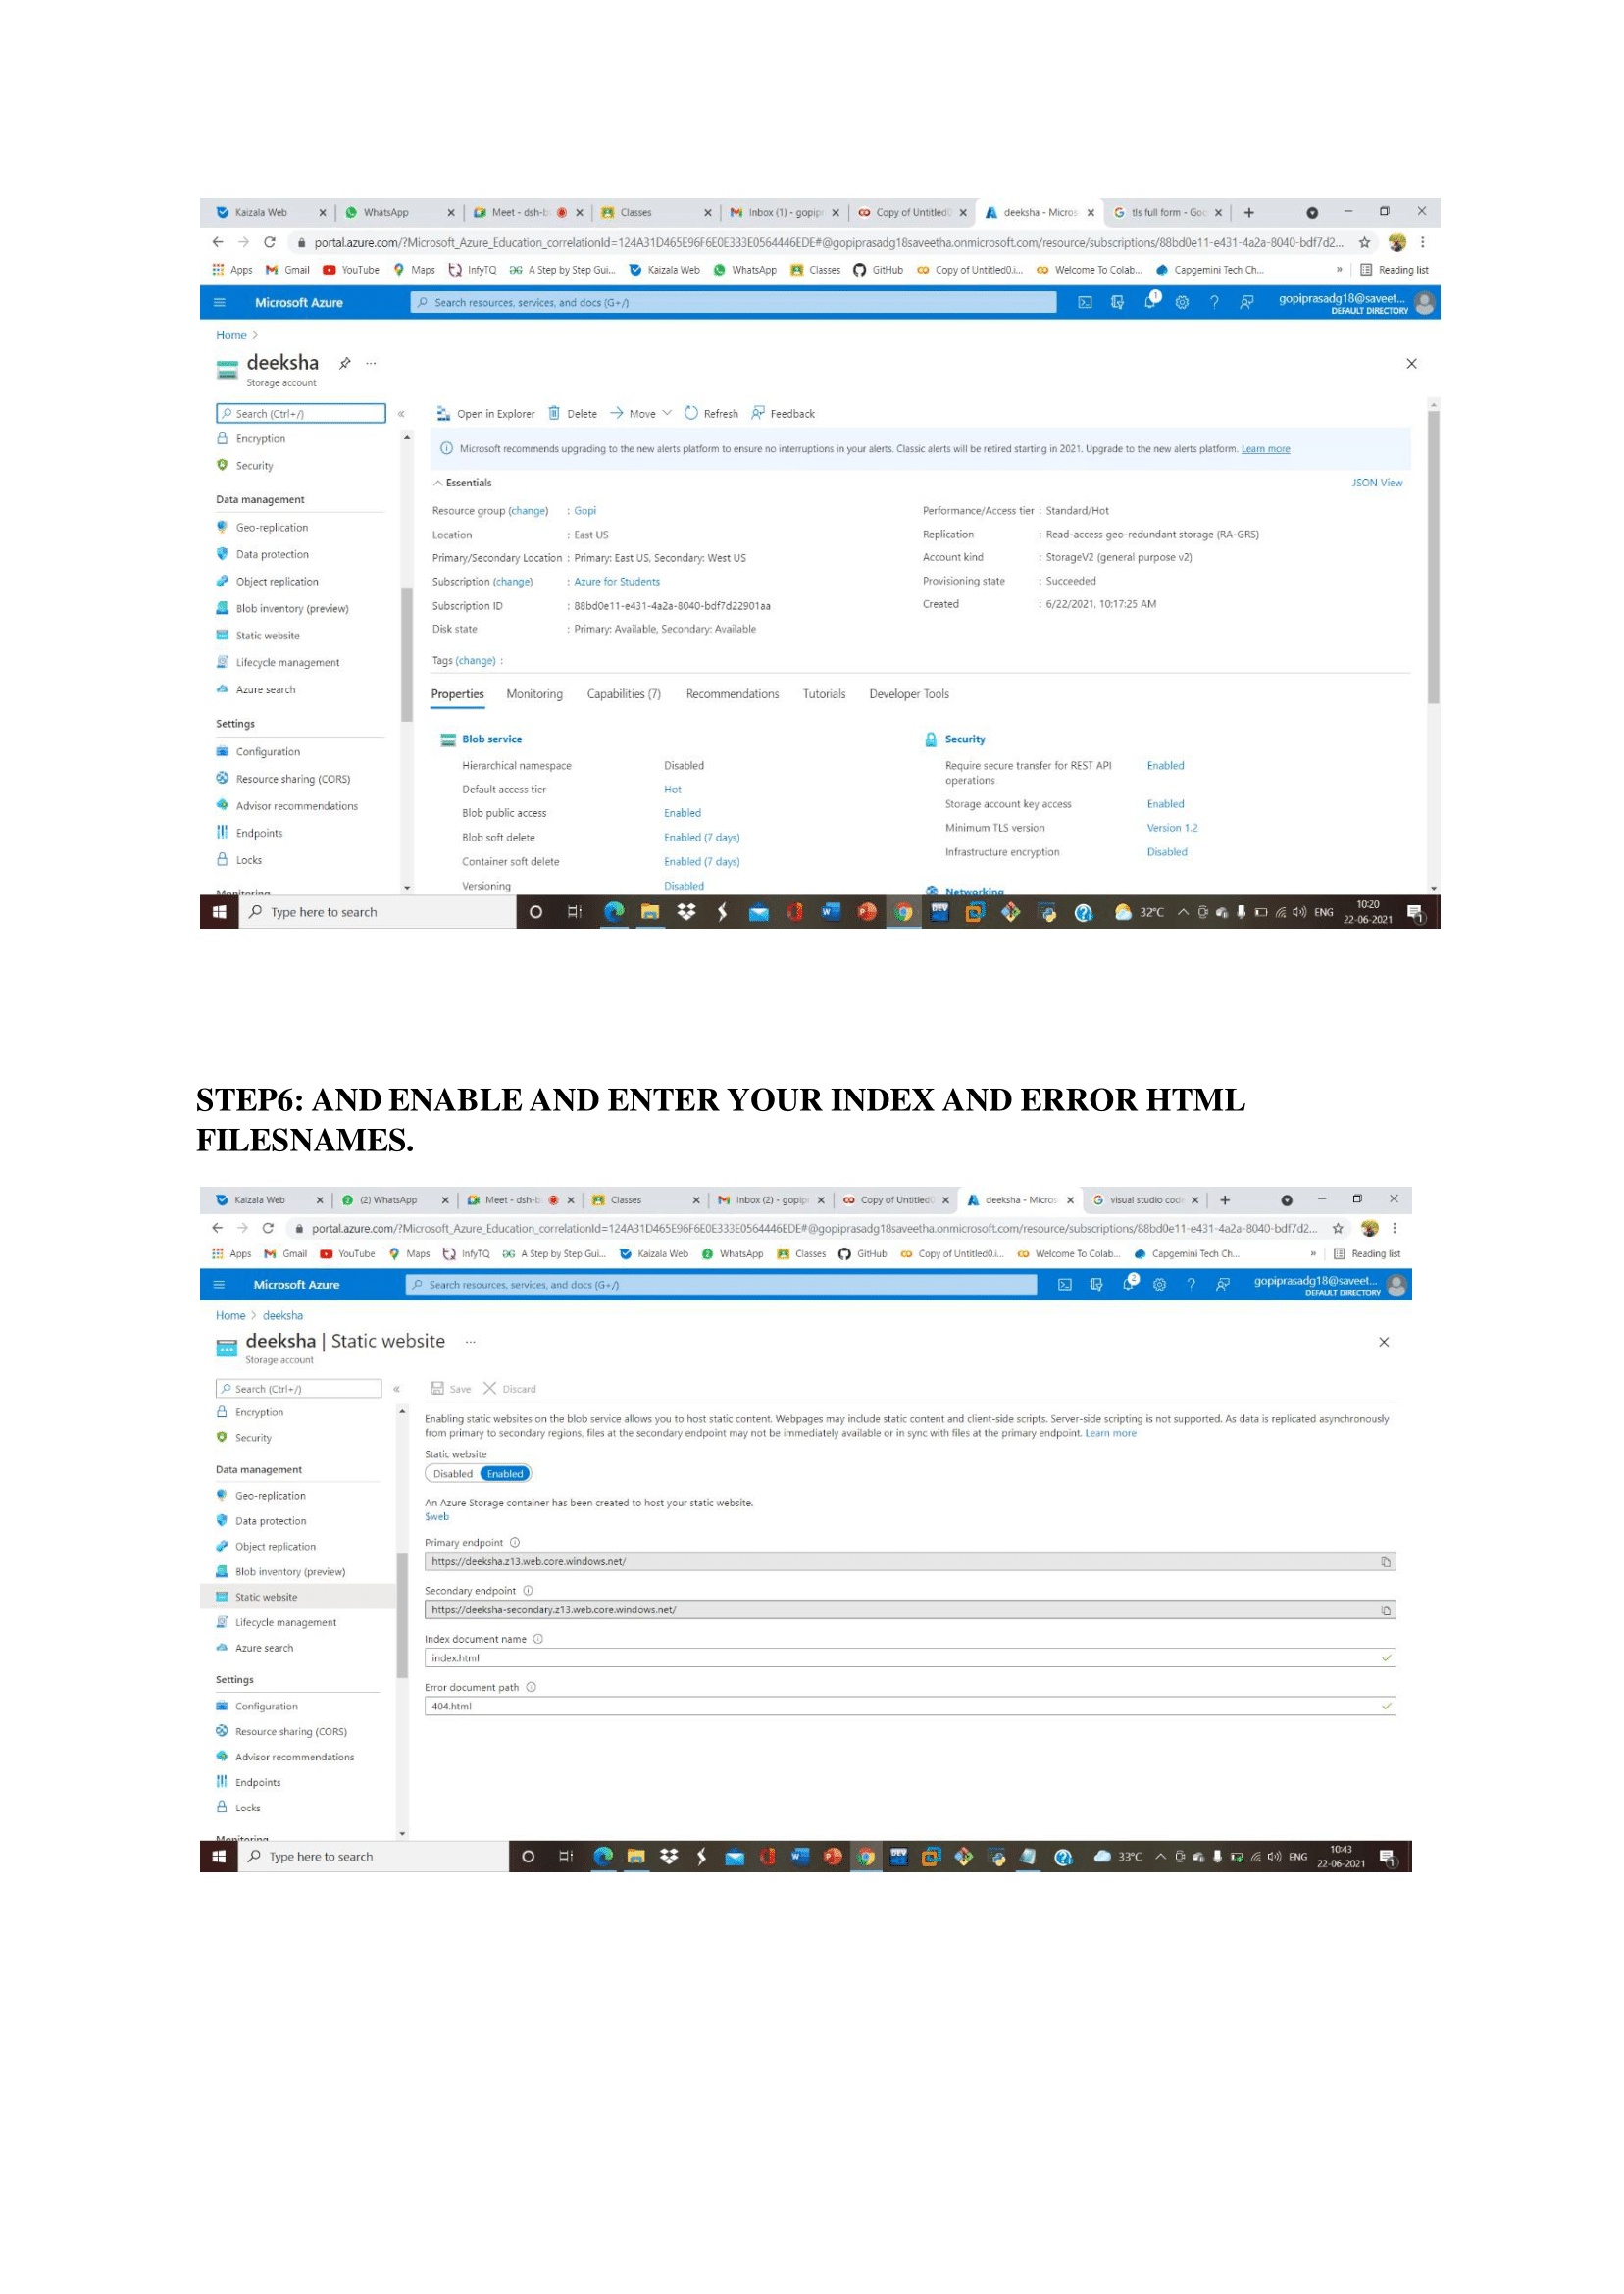 Kaizala Web WhatsApp Meet - dsh-b Classes Inbox (1) - gopipr Copy of Untitled0 deeksha - Micros tls full form - Goo
portal.azure.com/?Microsoft_Azure_Education_correlationId=124A31D465E96F6E0E333E0564446EDE#@gopiprasadg18saveetha.onmicrosoft.com/resource/subscriptions/88bd0e11-e431-4a2a-8040-bdf7d2...
Apps Gmail YouTube Maps InfyTQ A Step by Step Gui... Kaizala Web WhatsApp Classes GitHub Copy of Untitled0.i... Welcome To Colab... Capgemini Tech Ch... » Reading list
Microsoft Azure Search resources, services, and docs (G+/) 1 gopiprasadg18@saveet...
DEFAULT DIRECTORY
Home >
deeksha ...
Storage account
Search (Ctrl+/) « Open in Explorer Delete Move Refresh Feedback
Encryption
Microsoft recommends upgrading to the new alerts platform to ensure no interruptions in your alerts. Classic alerts will be retired starting in 2021. Upgrade to the new alerts platform. Learn more
Security
Essentials JSON View
Data management
Resource group (change) : Gopi Performance/Access tier : Standard/Hot
Geo-replication
Location : East US Replication : Read-access geo-redundant storage (RA-GRS)
Data protection
Primary/Secondary Location : Primary: East US, Secondary: West US Account kind : StorageV2 (general purpose v2)
Object replication
Subscription (change) : Azure for Students Provisioning state : Succeeded
Blob inventory (preview)
Subscription ID : 88bd0e11-e431-4a2a-8040-bdf7d22901aa Created : 6/22/2021, 10:17:25 AM
Static website
Disk state : Primary: Available, Secondary: Available
Lifecycle management
Tags (change) :
Azure search
Properties Monitoring Capabilities (7) Recommendations Tutorials Developer Tools
Settings
Blob service Security
Configuration
Hierarchical namespace Disabled Require secure transfer for REST API operations Enabled
Resource sharing (CORS)
Default access tier Hot
Advisor recommendations
Blob public access Enabled Storage account key access Enabled
Endpoints
Blob soft delete Enabled (7 days) Minimum TLS version Version 1.2
Locks
Container soft delete Enabled (7 days) Infrastructure encryption Disabled
Monitoring
Versioning Disabled Networking
Type here to search 32°C ENG 10:20
22-06-2021
STEP6: AND ENABLE AND ENTER YOUR INDEX AND ERROR HTML
FILESNAMES.
Kaizala Web (2) WhatsApp Meet - dsh-b Classes Inbox (2) - gopipr Copy of Untitled0 deeksha - Micros visual studio code
portal.azure.com/?Microsoft_Azure_Education_correlationId=124A31D465E96F6E0E333E0564446EDE#@gopiprasadg18saveetha.onmicrosoft.com/resource/subscriptions/88bd0e11-e431-4a2a-8040-bdf7d2...
Apps Gmail YouTube Maps InfyTQ A Step by Step Gui... Kaizala Web WhatsApp Classes GitHub Copy of Untitled0.i... Welcome To Colab... Capgemini Tech Ch... » Reading list
Microsoft Azure Search resources, services, and docs (G+/) 2 gopiprasadg18@saveet...
DEFAULT DIRECTORY
Home > deeksha
deeksha | Static website ...
Storage account
Search (Ctrl+/) « Save Discard
Encryption
Security
Data management
Geo-replication
Data protection
Object replication
Blob inventory (preview)
Static website
Lifecycle management
Azure search
Settings
Configuration
Resource sharing (CORS)
Advisor recommendations
Endpoints
Locks
Monitoring
Enabling static websites on the blob service allows you to host static content. Webpages may include static content and client-side scripts. Server-side scripting is not supported. As data is replicated asynchronously
from primary to secondary regions, files at the secondary endpoint may not be immediately available or in sync with files at the primary endpoint. Learn more
Static website
Disabled Enabled
An Azure Storage container has been created to host your static website.
$web
Primary endpoint
https://deeksha.z13.web.core.windows.net/
Secondary endpoint
https://deeksha-secondary.z13.web.core.windows.net/
Index document name
index.html
Error document path
404.html
Type here to search 33°C ENG 10:43
22-06-2021